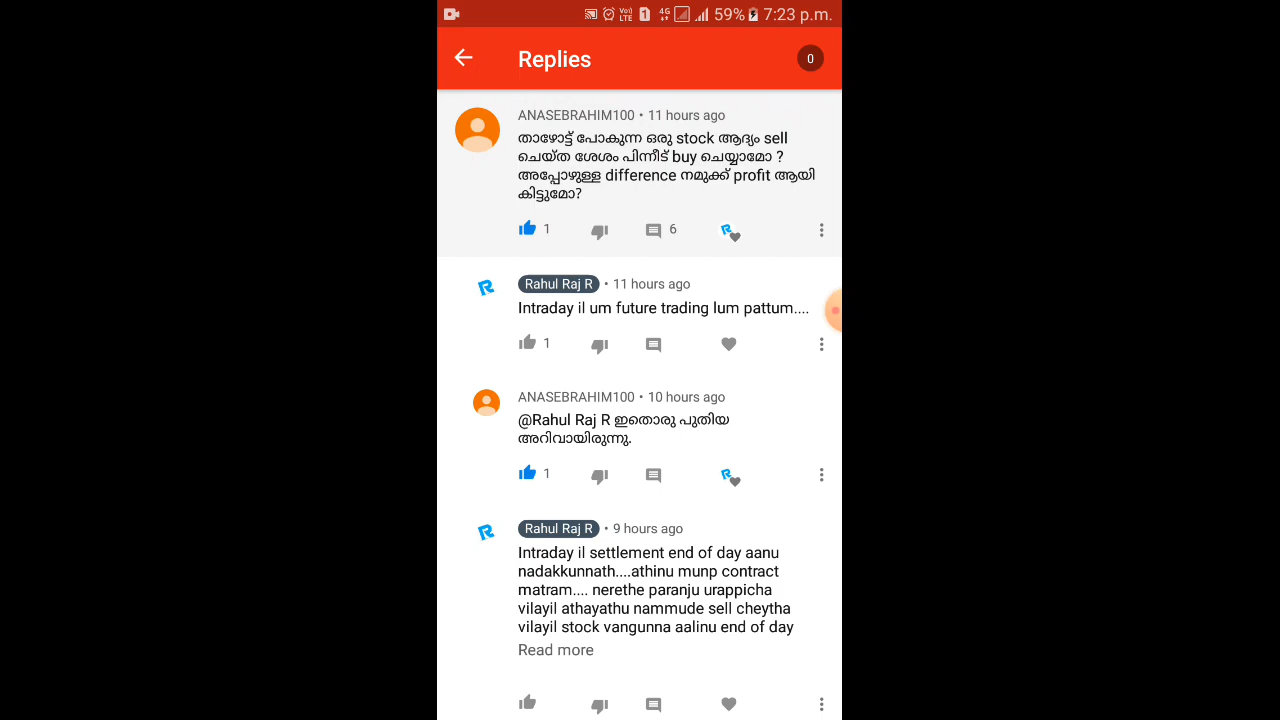 Vo)) LTE 1 4G 59% 7:23 p.m.
Replies
0
ANASEBRAHIM100 • 11 hours ago
താഴോട്ട് പോകുന്ന ഒരു stock ആദ്യം sell
ചെയ്ത ശേശം പിന്നീട് buy ചെയ്യാമോ ?
അപ്പോഴുള്ള difference നമുക്ക് profit ആയി
കിട്ടുമോ?
1 6
Rahul Raj R • 11 hours ago
Intraday il um future trading lum pattum....
1
ANASEBRAHIM100 • 10 hours ago
@Rahul Raj R ഇതൊരു പുതിയ
അറിവായിരുന്നു.
1
Rahul Raj R • 9 hours ago
Intraday il settlement end of day aanu
nadakkunnath....athinu munp contract
matram.... nerethe paranju urappicha
vilayil athayathu nammude sell cheytha
vilayil stock vangunna aalinu end of day
Read more